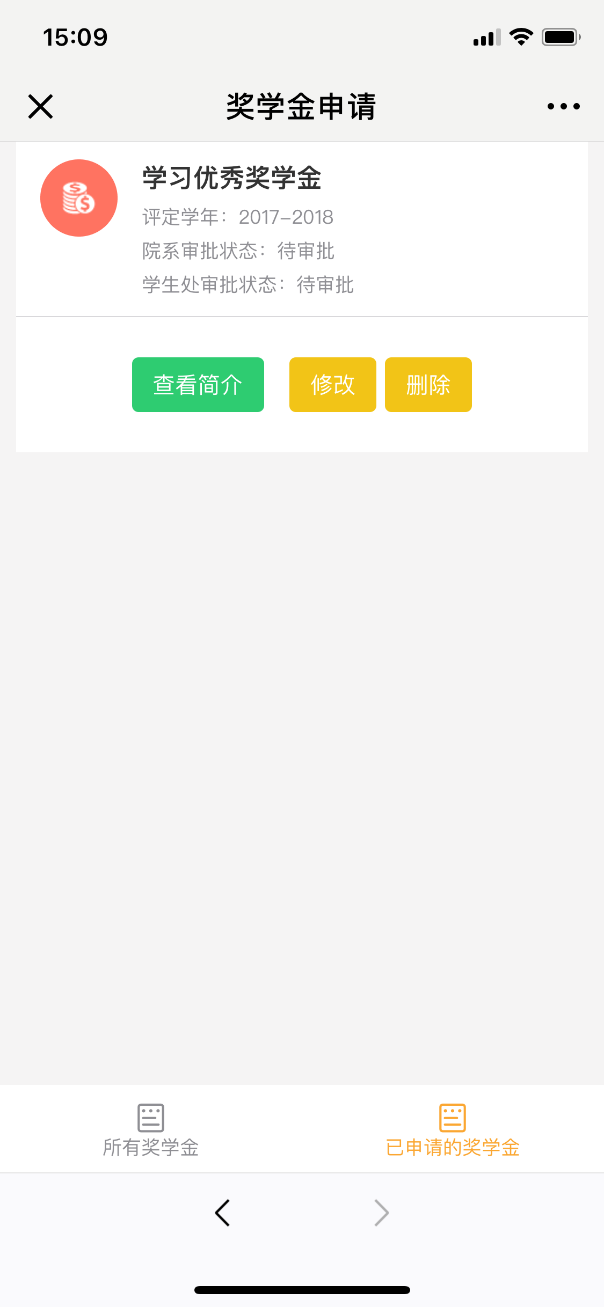 15:09
奖学金申请
学习优秀奖学金
评定学年：2017-2018
院系审批状态：待审批
学生处审批状态：待审批
查看简介 修改 删除
所有奖学金 已申请的奖学金